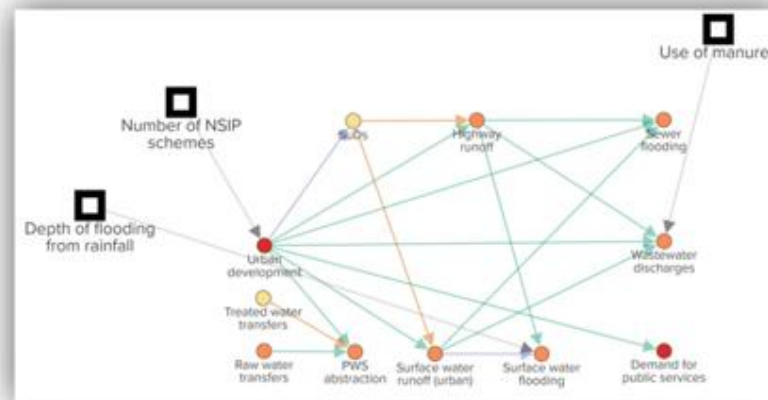 Use of manure
Number of NSIP
schemes
SuDs
Highway
runoff
Sewer
flooding
Depth of flooding
from rainfall
Urban
development
Wastewater
discharges
Treated water
transfers
Raw water
transfers
PWS
abstraction
Surface water
runoff (urban)
Surface water
flooding
Demand for
public services